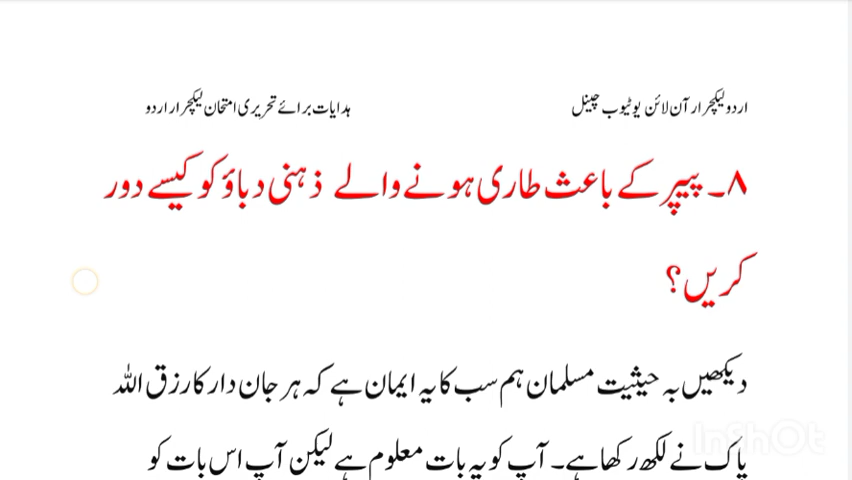 اردو لیکچرار آن لائن یوٹیوب چینل
ہدایات برائے تحریری امتحان لیکچرار اردو
۸۔ پیپر کے باعث طاری ہونے والے ذہنی دباؤ کو کیسے دور
کریں؟
دیکھیں بہ حیثیت مسلمان ہم سب کا یہ ایمان ہے کہ ہر جان دار کا رزق اللہ
پاک نے لکھ رکھا ہے۔ آپ کو یہ بات معلوم ہے لیکن آپ اس بات کو
InShOt